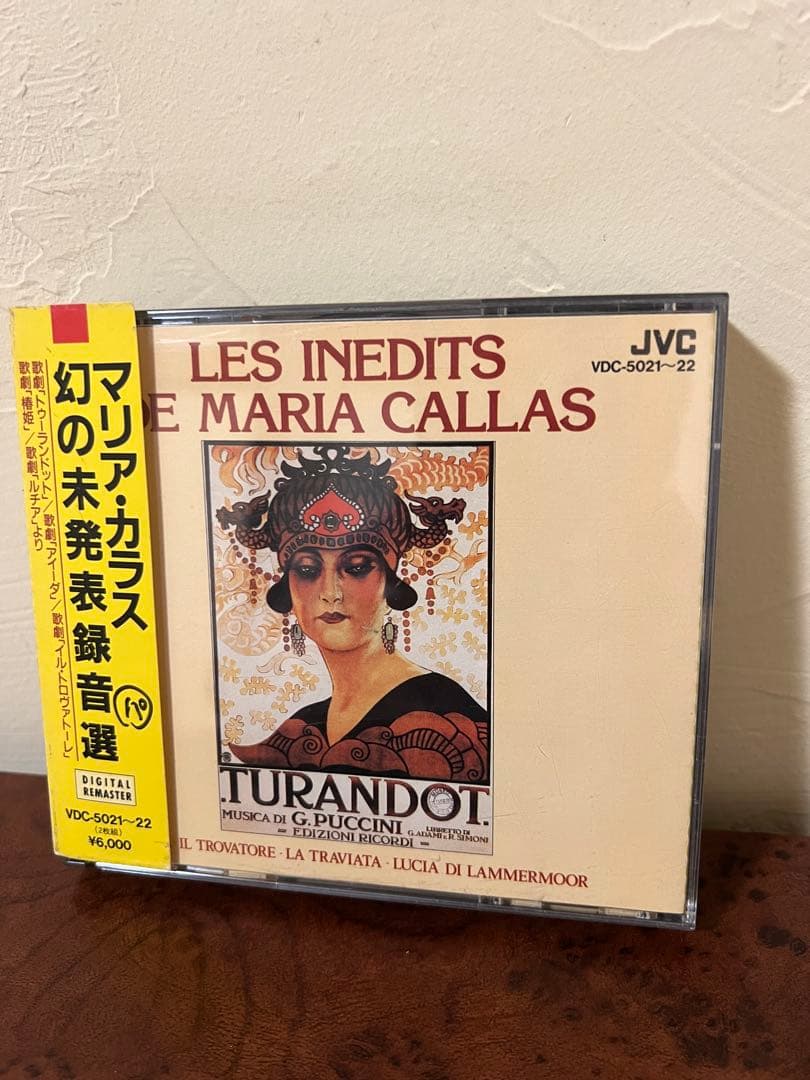 マリア・カラス
幻の未発表録音選
パ
歌劇「トゥーランドット」/歌劇「アイーダ」/歌劇「イル・トロヴァトーレ」
歌劇「椿姫」/歌劇「ルチア」より
DIGITAL
REMASTER
VDC-5021〜22
(2枚組)
¥6,000
JVC
VDC-5021〜22
LES INEDITS
DE MARIA CALLAS
.TURANDOT.
MUSICA DI G. PUCCINI
LIBRETTO DI
G. ADAMI E R. SIMONI
EDIZIONI RICORDI
IL TROVATORE · LA TRAVIATA · LUCIA DI LAMMERMOOR